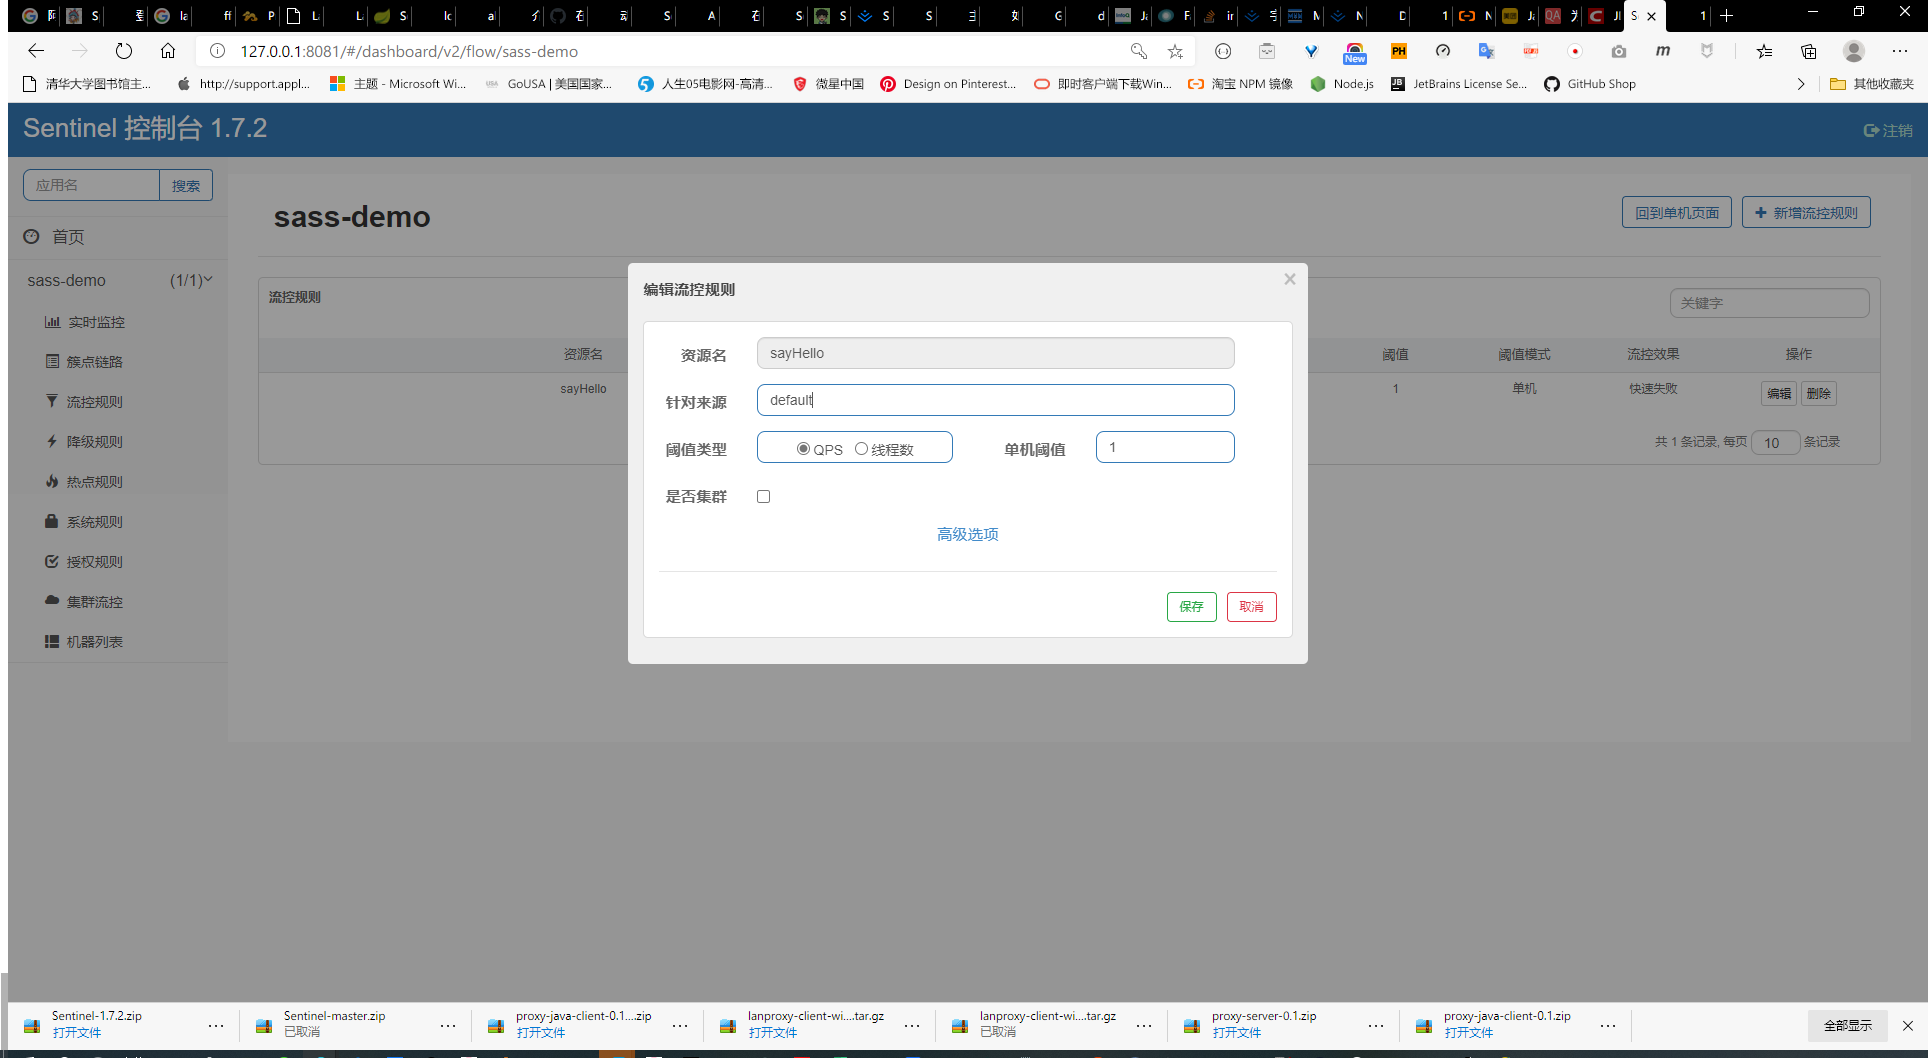 127.0.0.1:8081/#/dashboard/v2/flow/sass-demo
New
清华大学图书馆主... http://support.appl... 主题 - Microsoft Wi... GoUSA | 美国国家... 人生05电影网-高清... 微星中国 Design on Pinterest... 即时客户端下载Win... 淘宝 NPM 镜像 Node.js JetBrains License Se... GitHub Shop 其他收藏夹
Sentinel 控制台 1.7.2
注销
应用名 搜索
sass-demo
回到单机页面 新增流控规则
首页
sass-demo (1/1)
实时监控
簇点链路
流控规则
降级规则
热点规则
系统规则
授权规则
集群流控
机器列表
流控规则
关键字
资源名 阈值 阈值模式 流控效果 操作
sayHello 1 单机 快速失败 编辑 删除
共 1 条记录, 每页 10 条记录
编辑流控规则
资源名 sayHello
针对来源 default
阈值类型 QPS 线程数 单机阈值 1
是否集群
高级选项
保存 取消
Sentinel-1.7.2.zip
打开文件
Sentinel-master.zip
已取消
proxy-java-client-0.1....zip
打开文件
lanproxy-client-wi....tar.gz
打开文件
lanproxy-client-wi....tar.gz
已取消
proxy-server-0.1.zip
打开文件
proxy-java-client-0.1.zip
打开文件
全部显示